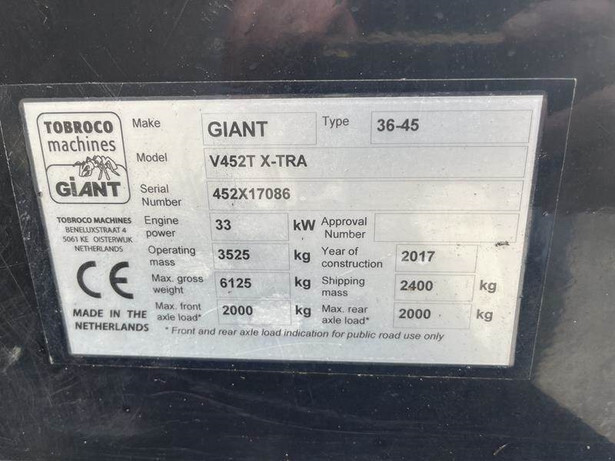 TOBROCO
machines
GiANT
TOBROCO MACHINES
BENELUXSTRAAT 4
5061 KE OISTERWIJK
NETHERLANDS
CE
MADE IN THE
NETHERLANDS
Make GIANT Type 36-45
Model V452T X-TRA
Serial Number 452X17086
Engine power 33 kW Approval Number
Operating mass 3525 kg Year of construction 2017
Max. gross weight 6125 kg Shipping mass 2400 kg
Max. front axle load* 2000 kg Max. rear axle load* 2000 kg
* Front and rear axle load indication for public road use only